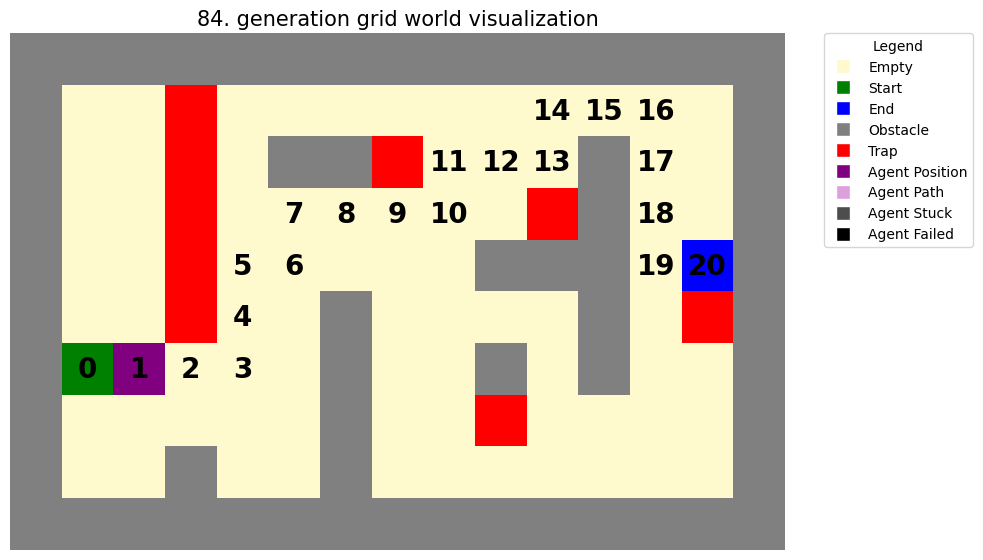 84. generation grid world visualization
Legend
Empty
Start
End
Obstacle
Trap
Agent Position
Agent Path
Agent Stuck
Agent Failed
14 15 16
11 12 13 17
7 8 9 10 18
5 6 19 20
4
0 1 2 3